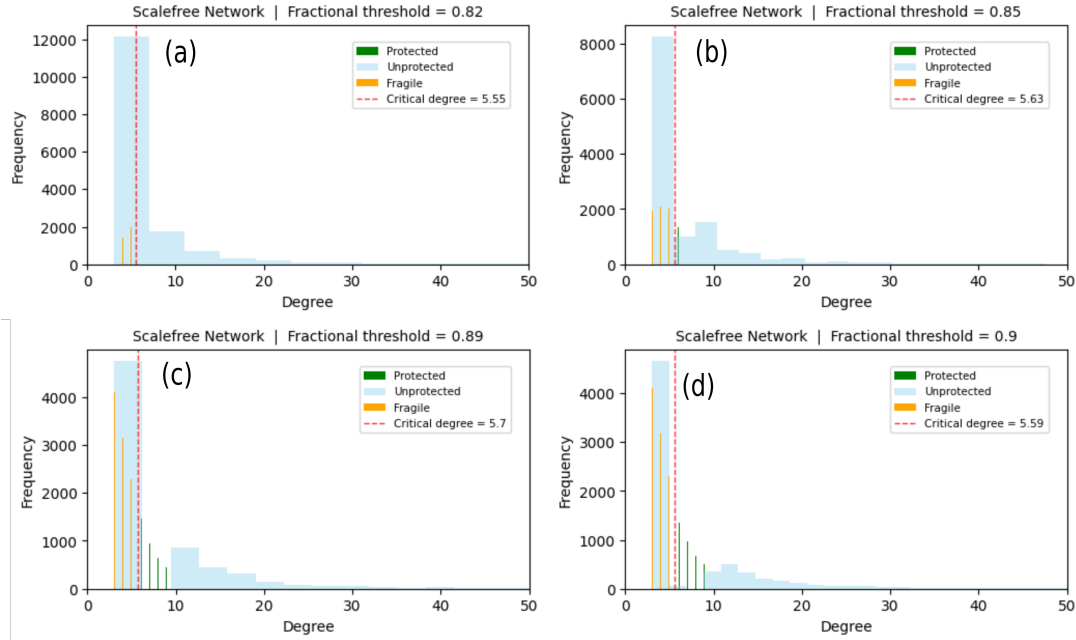 Scalefree Network | Fractional threshold = 0.82
(a)
Protected
Unprotected
Fragile
Critical degree = 5.55
Frequency
12000
10000
8000
6000
4000
2000
0
0 10 20 30 40 50
Degree
Scalefree Network | Fractional threshold = 0.85
(b)
Protected
Unprotected
Fragile
Critical degree = 5.63
Frequency
8000
6000
4000
2000
0
0 10 20 30 40 50
Degree
Scalefree Network | Fractional threshold = 0.89
(c)
Protected
Unprotected
Fragile
Critical degree = 5.7
Frequency
4000
3000
2000
1000
0
0 10 20 30 40 50
Degree
Scalefree Network | Fractional threshold = 0.9
(d)
Protected
Unprotected
Fragile
Critical degree = 5.59
Frequency
4000
3000
2000
1000
0
0 10 20 30 40 50
Degree